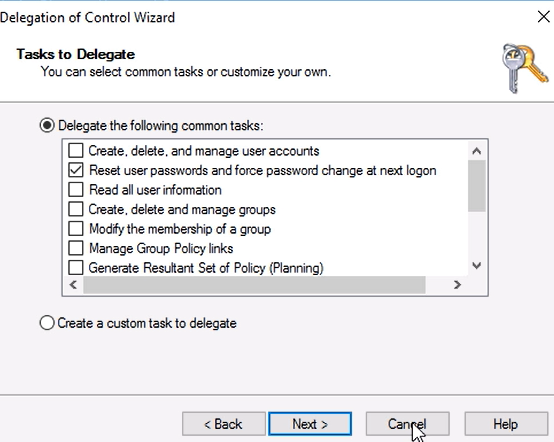 Delegation of Control Wizard
Tasks to Delegate
You can select common tasks or customize your own.
Delegate the following common tasks:
Create, delete, and manage user accounts
Reset user passwords and force password change at next logon
Read all user information
Create, delete and manage groups
Modify the membership of a group
Manage Group Policy links
Generate Resultant Set of Policy (Planning)
Create a custom task to delegate
< Back
Next >
Cancel
Help